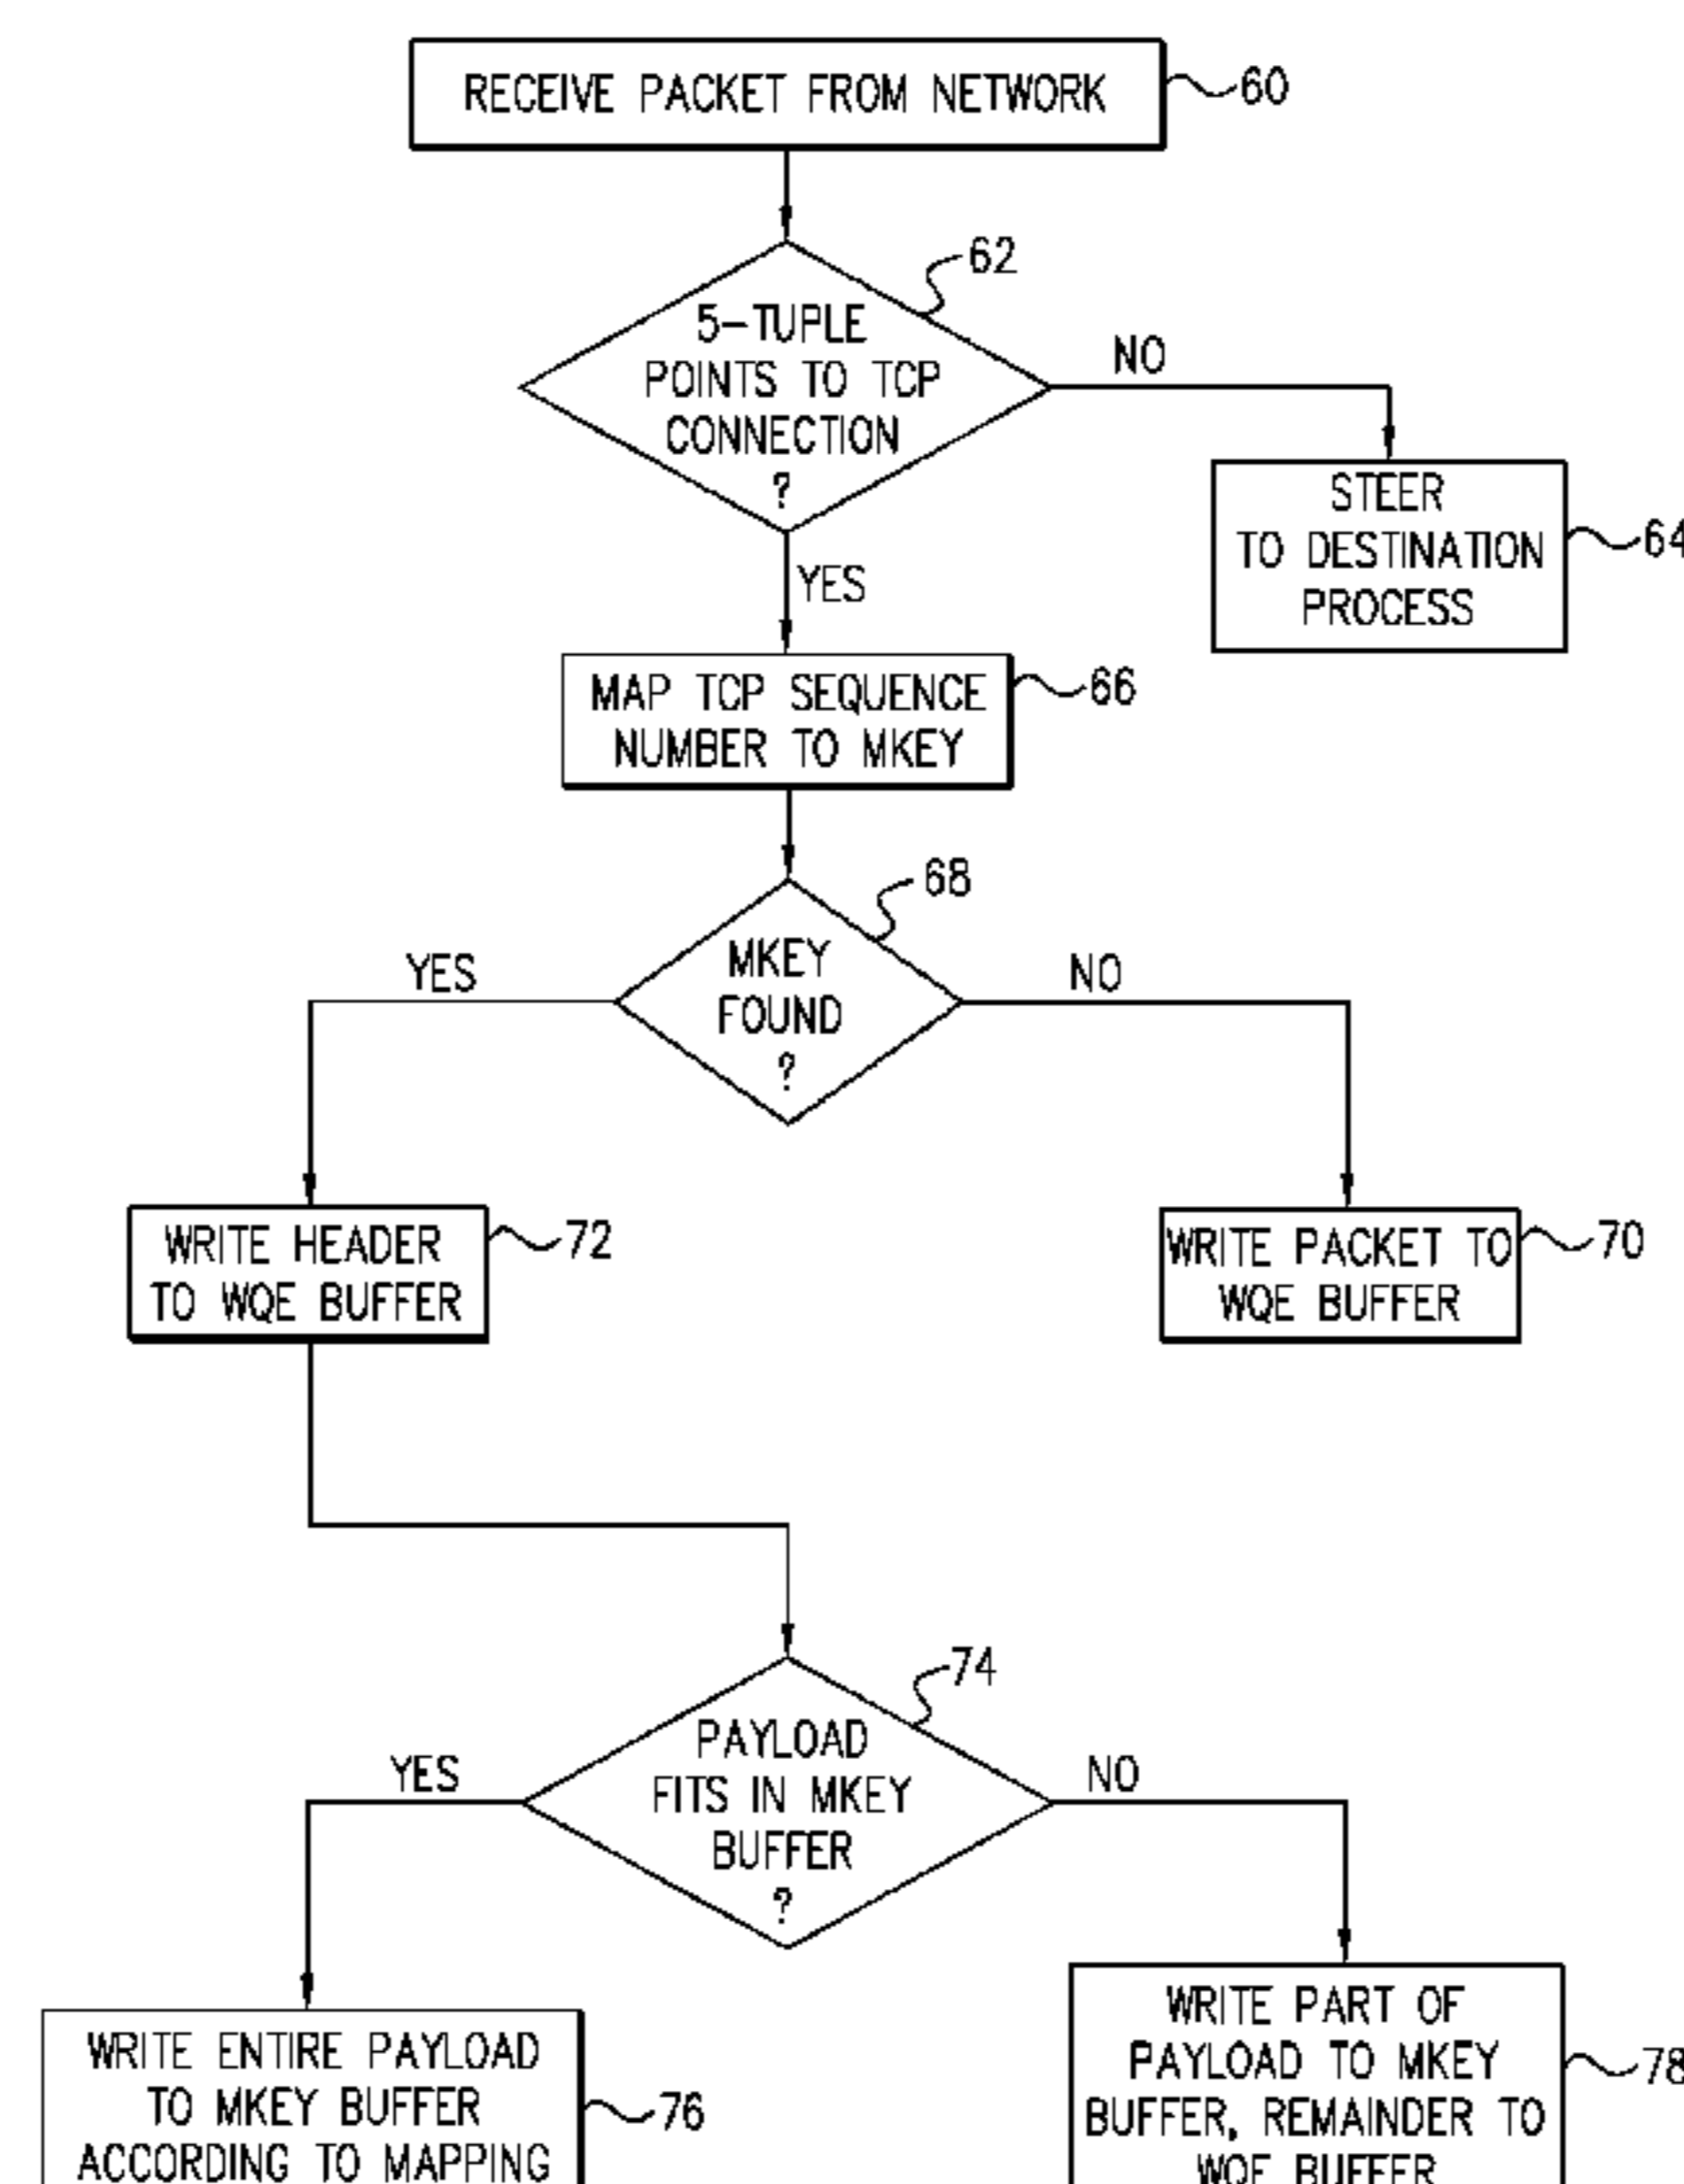 RECEIVE PACKET FROM NETWORK
60
62
5-TUPLE
POINTS TO TCP
CONNECTION
?
NO
STEER
TO DESTINATION
PROCESS
64
YES
MAP TCP SEQUENCE
NUMBER TO MKEY
66
68
MKEY
FOUND
?
YES
NO
WRITE HEADER
TO WQE BUFFER
72
WRITE PACKET TO
WQE BUFFER
70
74
PAYLOAD
FITS IN MKEY
BUFFER
?
YES
NO
WRITE ENTIRE PAYLOAD
TO MKEY BUFFER
ACCORDING TO MAPPING
76
WRITE PART OF
PAYLOAD TO MKEY
BUFFER, REMAINDER TO
WQE BUFFER
78